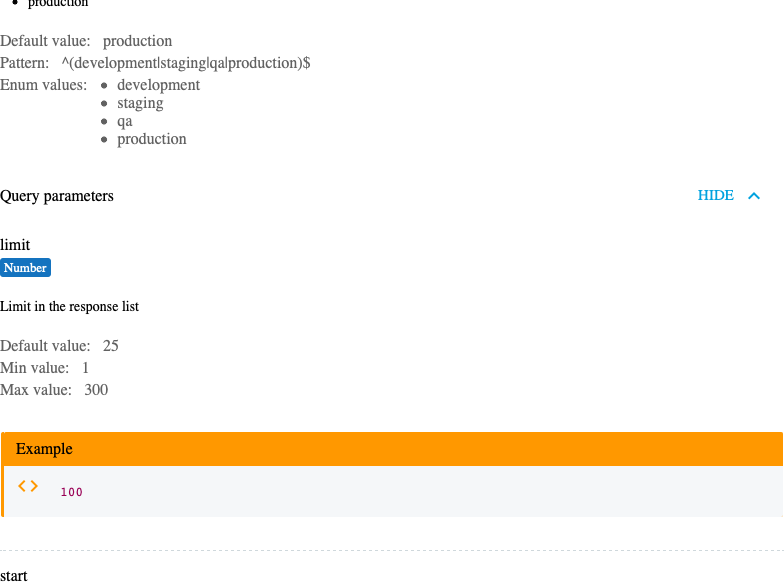 production
Default value: production
Pattern: ^(development|staging|qa|production)$
Enum values: • development
• staging
• qa
• production
Query parameters HIDE
limit
Number
Limit in the response list
Default value: 25
Min value: 1
Max value: 300
Example
<> 100
start